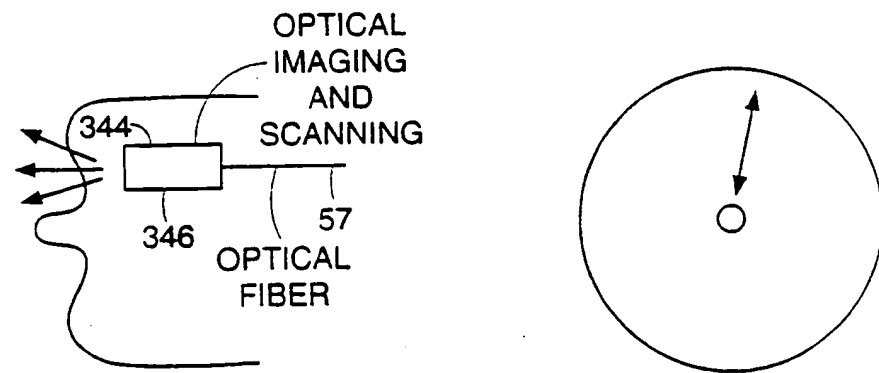 OPTICAL
IMAGING
AND
SCANNING
344
346
57
OPTICAL
FIBER